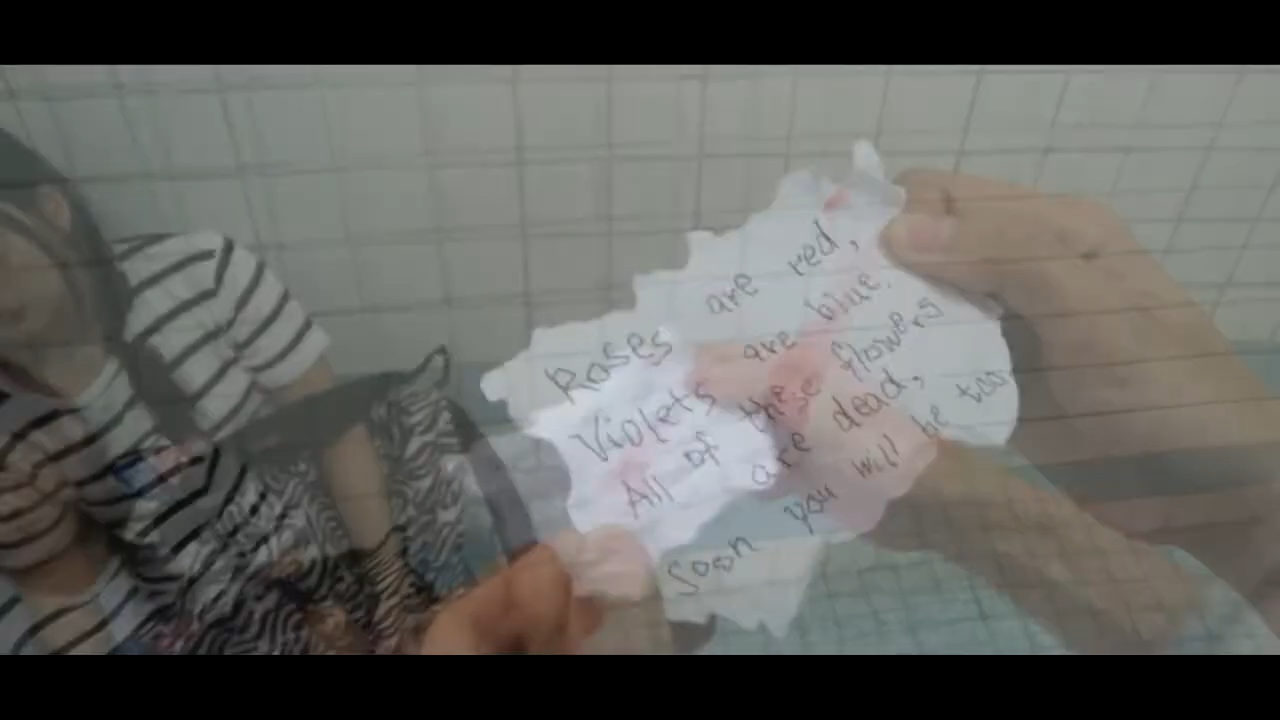 Roses are red,
Violets are blue.
All of these flowers
are dead,
Soon you will be too